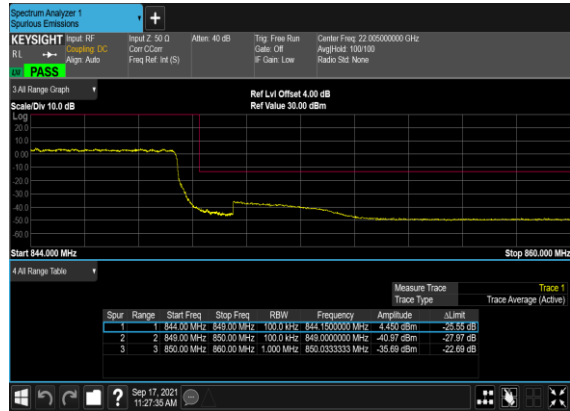 Spectrum Analyzer 1
Spurious Emissions
+
KEYSIGHT Input: RF Input Z: 50 Ω Atten: 40 dB Trig: Free Run Center Freq: 22.005000000 GHz
RL Coupling: DC Corr CCorr Gate: Off Avg|Hold: 100/100
Align: Auto Freq Ref: Int (S) IF Gain: Low Radio Std: None
PASS
3 All Range Graph
Ref Lvl Offset 4.00 dB
Scale/Div 10.0 dB Ref Value 30.00 dBm
Log
20.0
10.0
0.00
-10.0
-20.0
-30.0
-40.0
-50.0
-60.0
Start 844.000 MHz Stop 860.000 MHz
4 All Range Table
Measure Trace Trace 1
Trace Type Trace Average (Active)
Spur Range Start Freq Stop Freq RBW Frequency Amplitude ΔLimit
1 1 844.00 MHz 849.00 MHz 100.0 kHz 844.1500000 MHz 4.450 dBm -25.55 dB
2 2 849.00 MHz 850.00 MHz 100.0 kHz 849.0000000 MHz -40.97 dBm -27.97 dB
3 3 850.00 MHz 860.00 MHz 1.000 MHz 850.0333333 MHz -35.69 dBm -22.69 dB
? Sep 17, 2021
11:27:35 AM